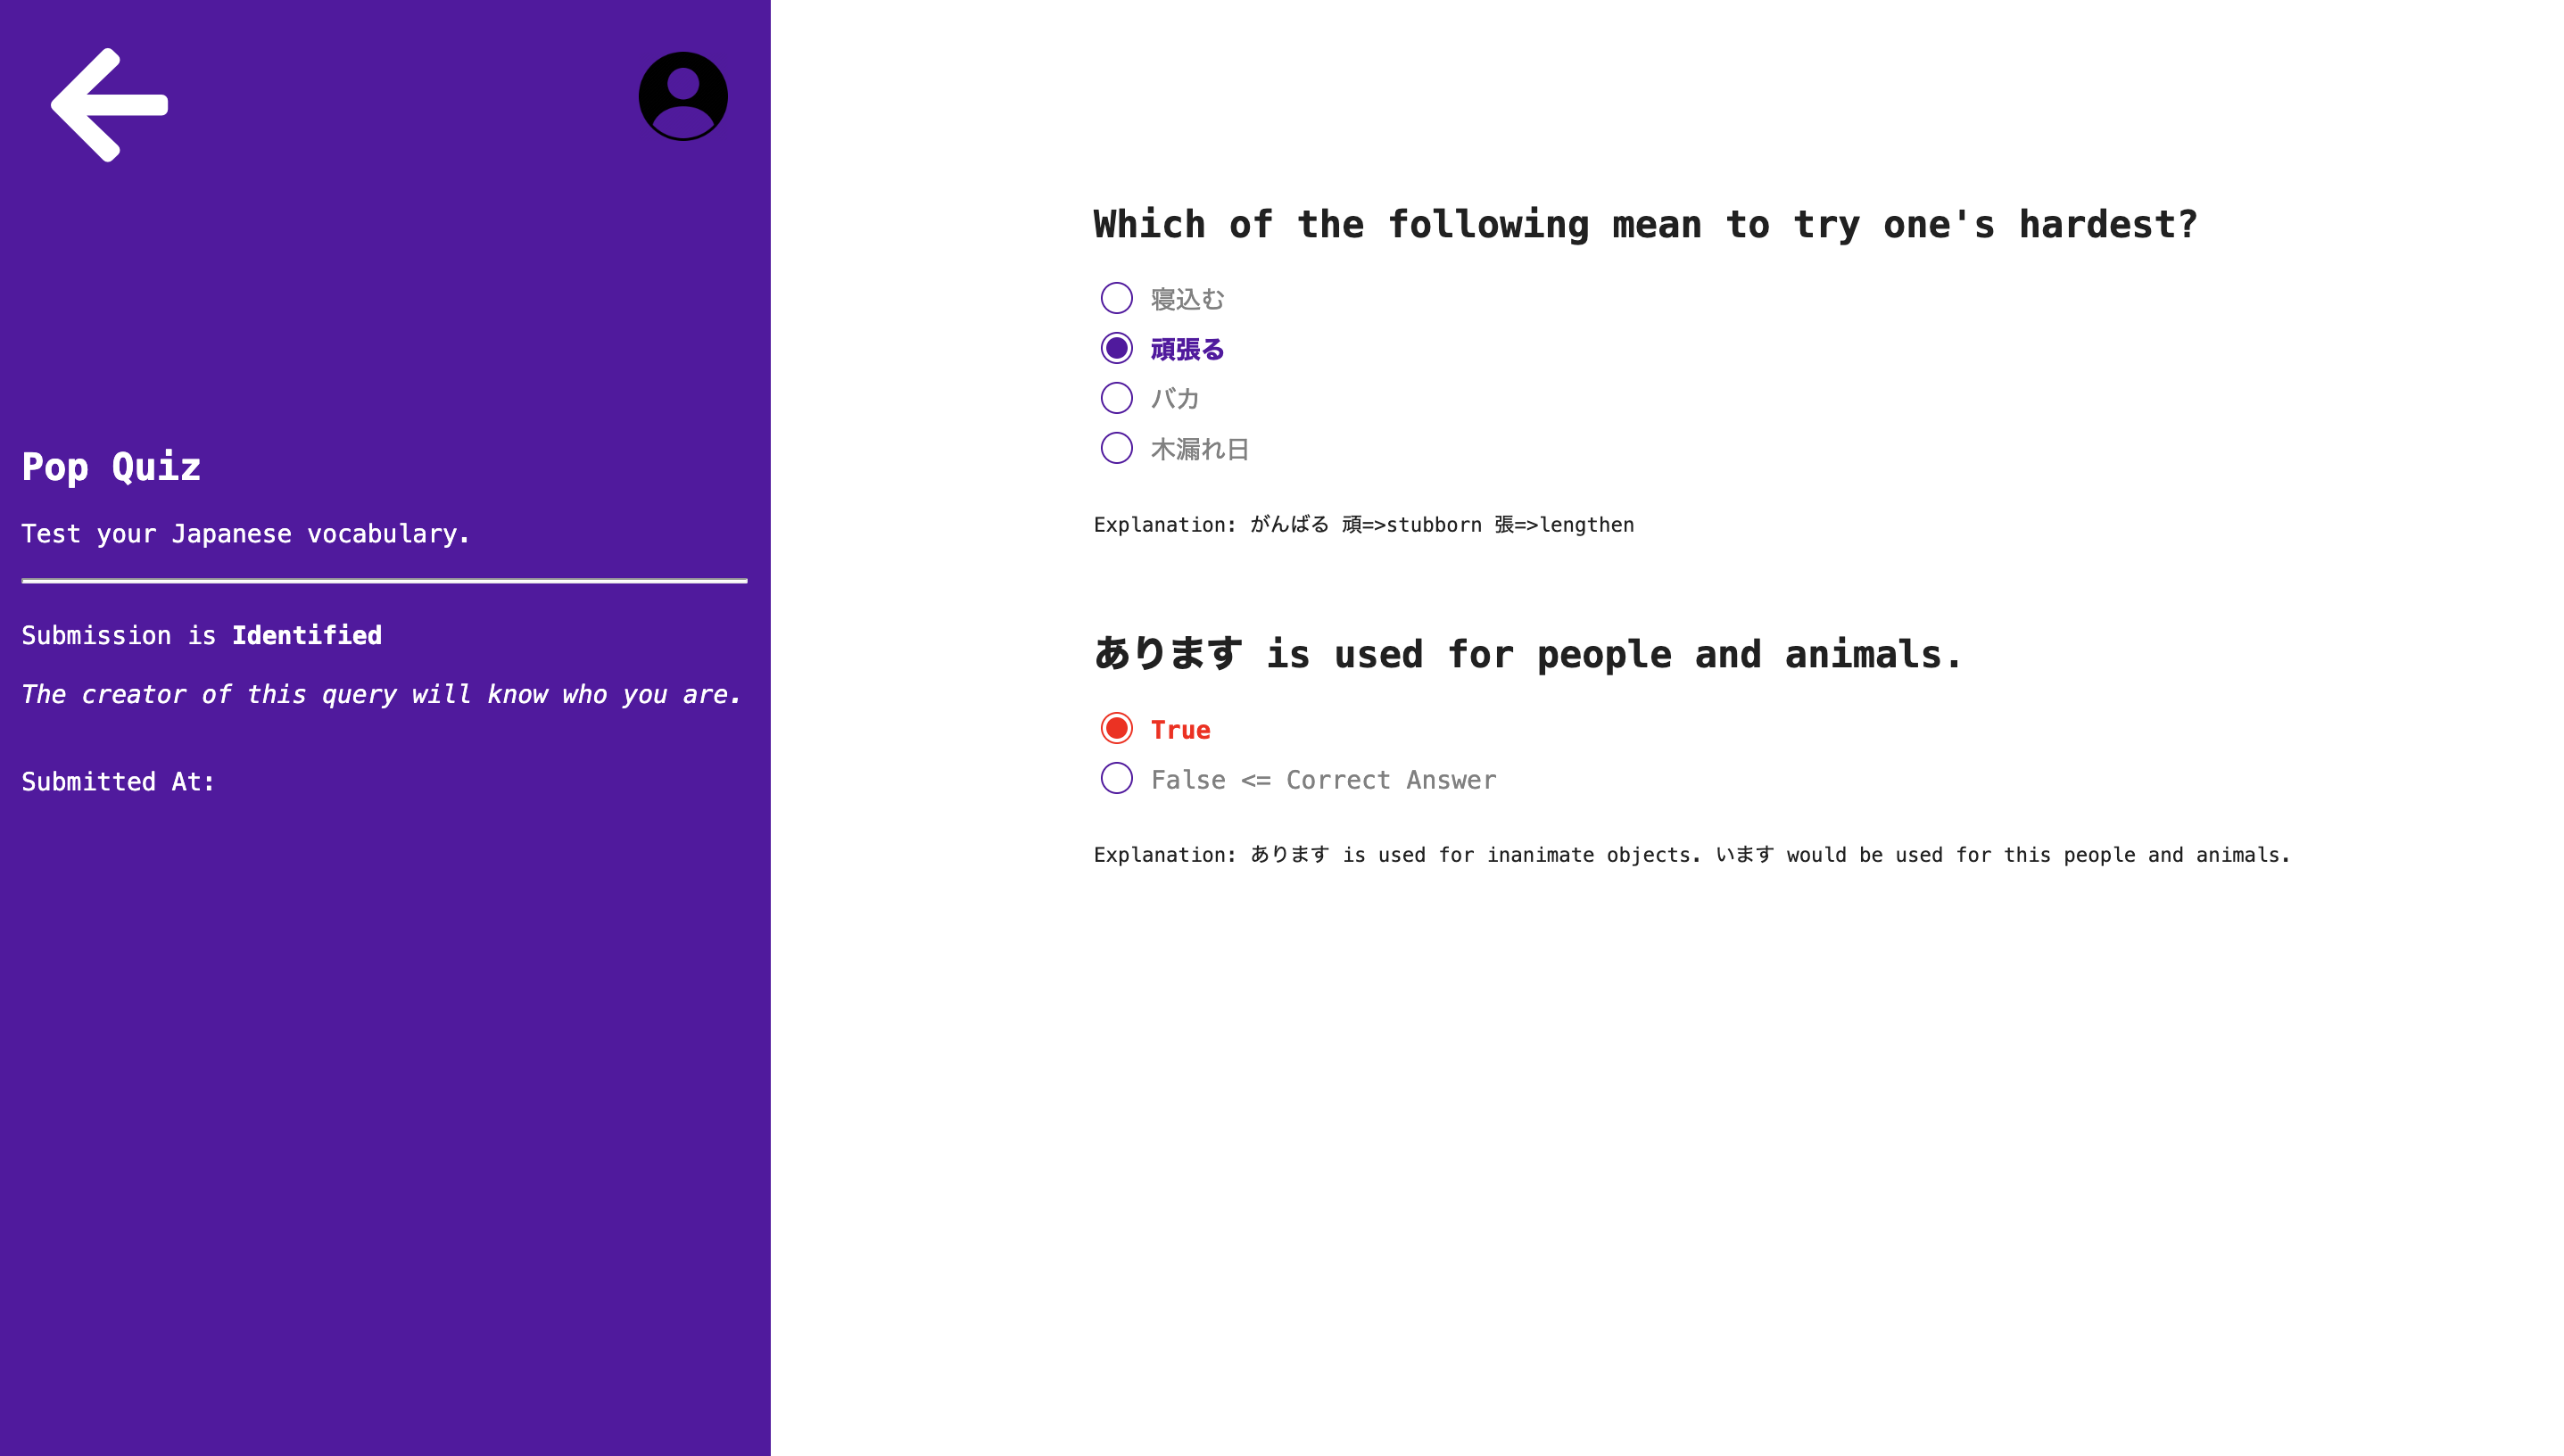 Pop Quiz
Test your Japanese vocabulary.
Submission is Identified
The creator of this query will know who you are.
Submitted At:
Which of the following mean to try one's hardest?
寝込む
頑張る
バカ
木漏れ日
Explanation: がんばる 頑=>stubborn 張=>lengthen
あります is used for people and animals.
True
False <= Correct Answer
Explanation: あります is used for inanimate objects. います would be used for this people and animals.